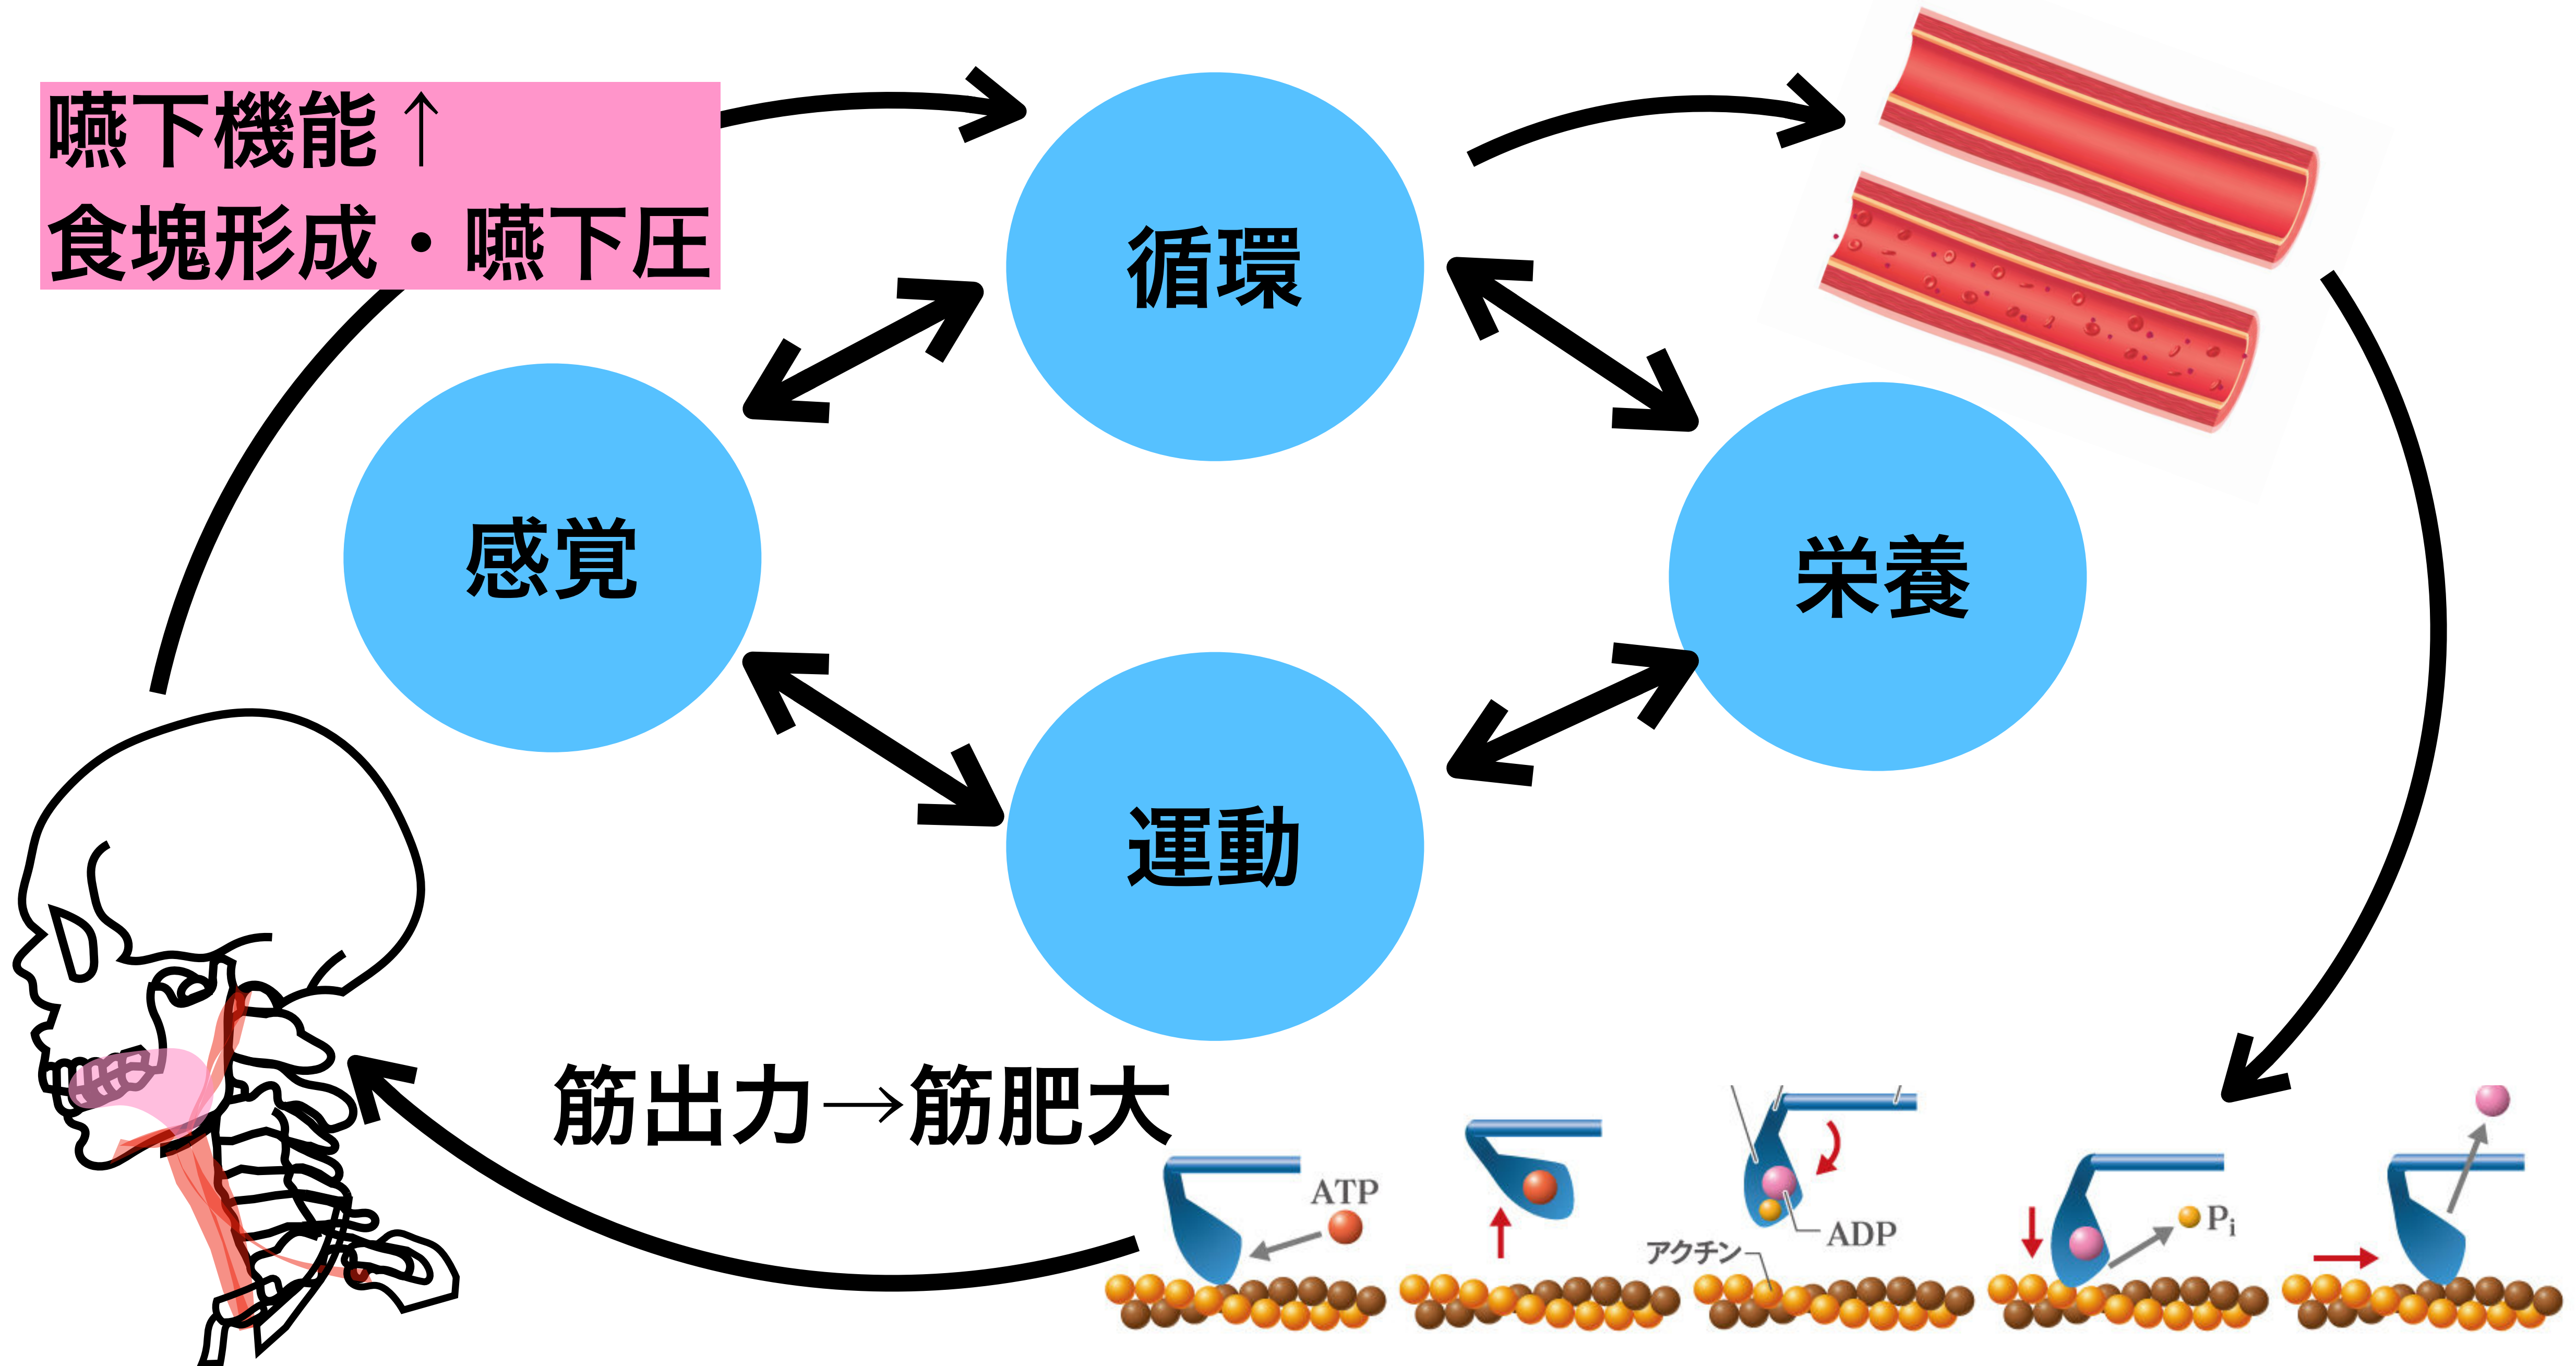 嚥下機能↑
食塊形成・嚥下圧
循環
感覚
栄養
運動
筋出力→筋肥大
ATP
ADP
アクチン
Pi